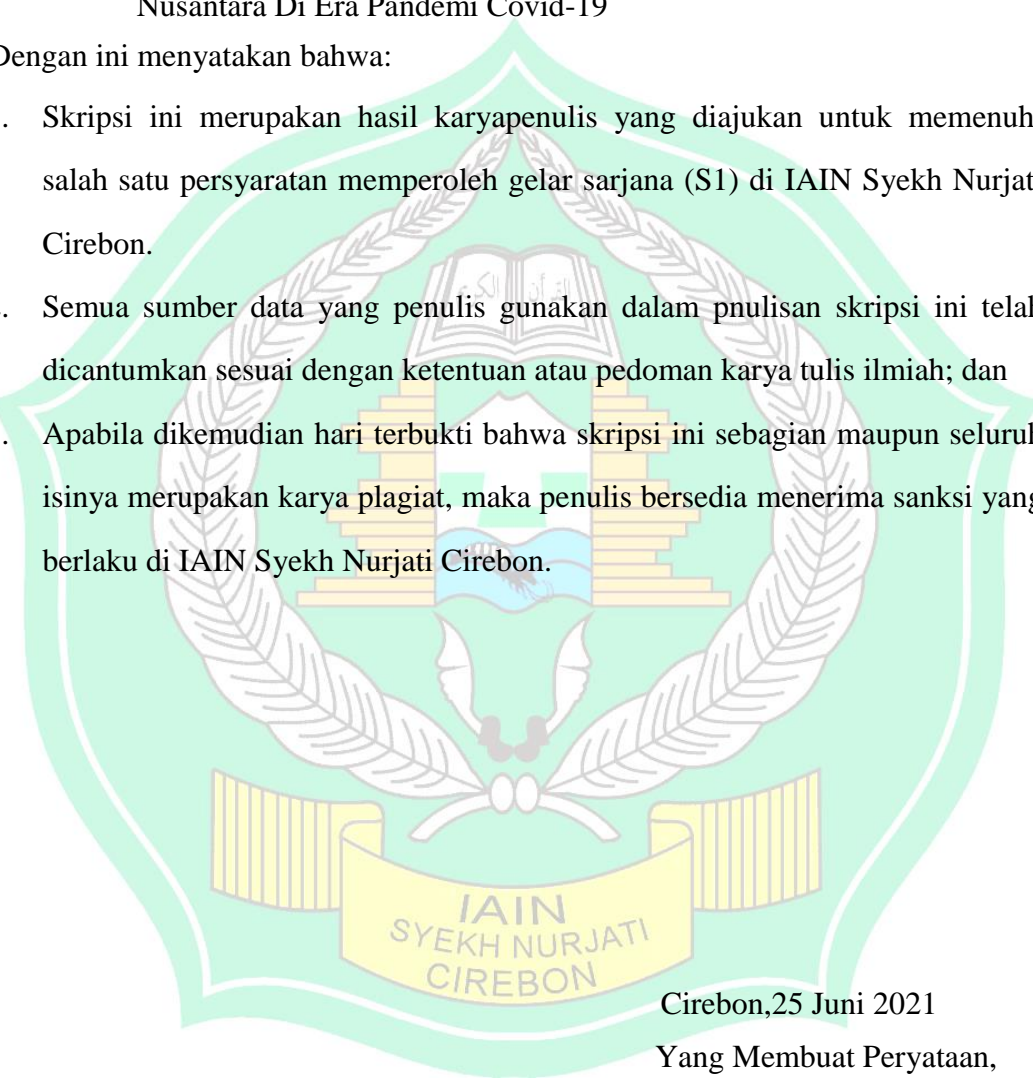 Nusantara Di Era Pandemi Covid-19
Dengan ini menyatakan bahwa:
. Skripsi ini merupakan hasil karyapenulis yang diajukan untuk memenuh
salah satu persyaratan memperoleh gelar sarjana (S1) di IAIN Syekh Nurjat
Cirebon.
. Semua sumber data yang penulis gunakan dalam pnulisan skripsi ini telah
dicantumkan sesuai dengan ketentuan atau pedoman karya tulis ilmiah; dan
. Apabila dikemudian hari terbukti bahwa skripsi ini sebagian maupun seluruh
isinya merupakan karya plagiat, maka penulis bersedia menerima sanksi yang
berlaku di IAIN Syekh Nurjati Cirebon.
IAIN
SYEKH NURJATI
CIREBON
Cirebon,25 Juni 2021
Yang Membuat Peryataan,